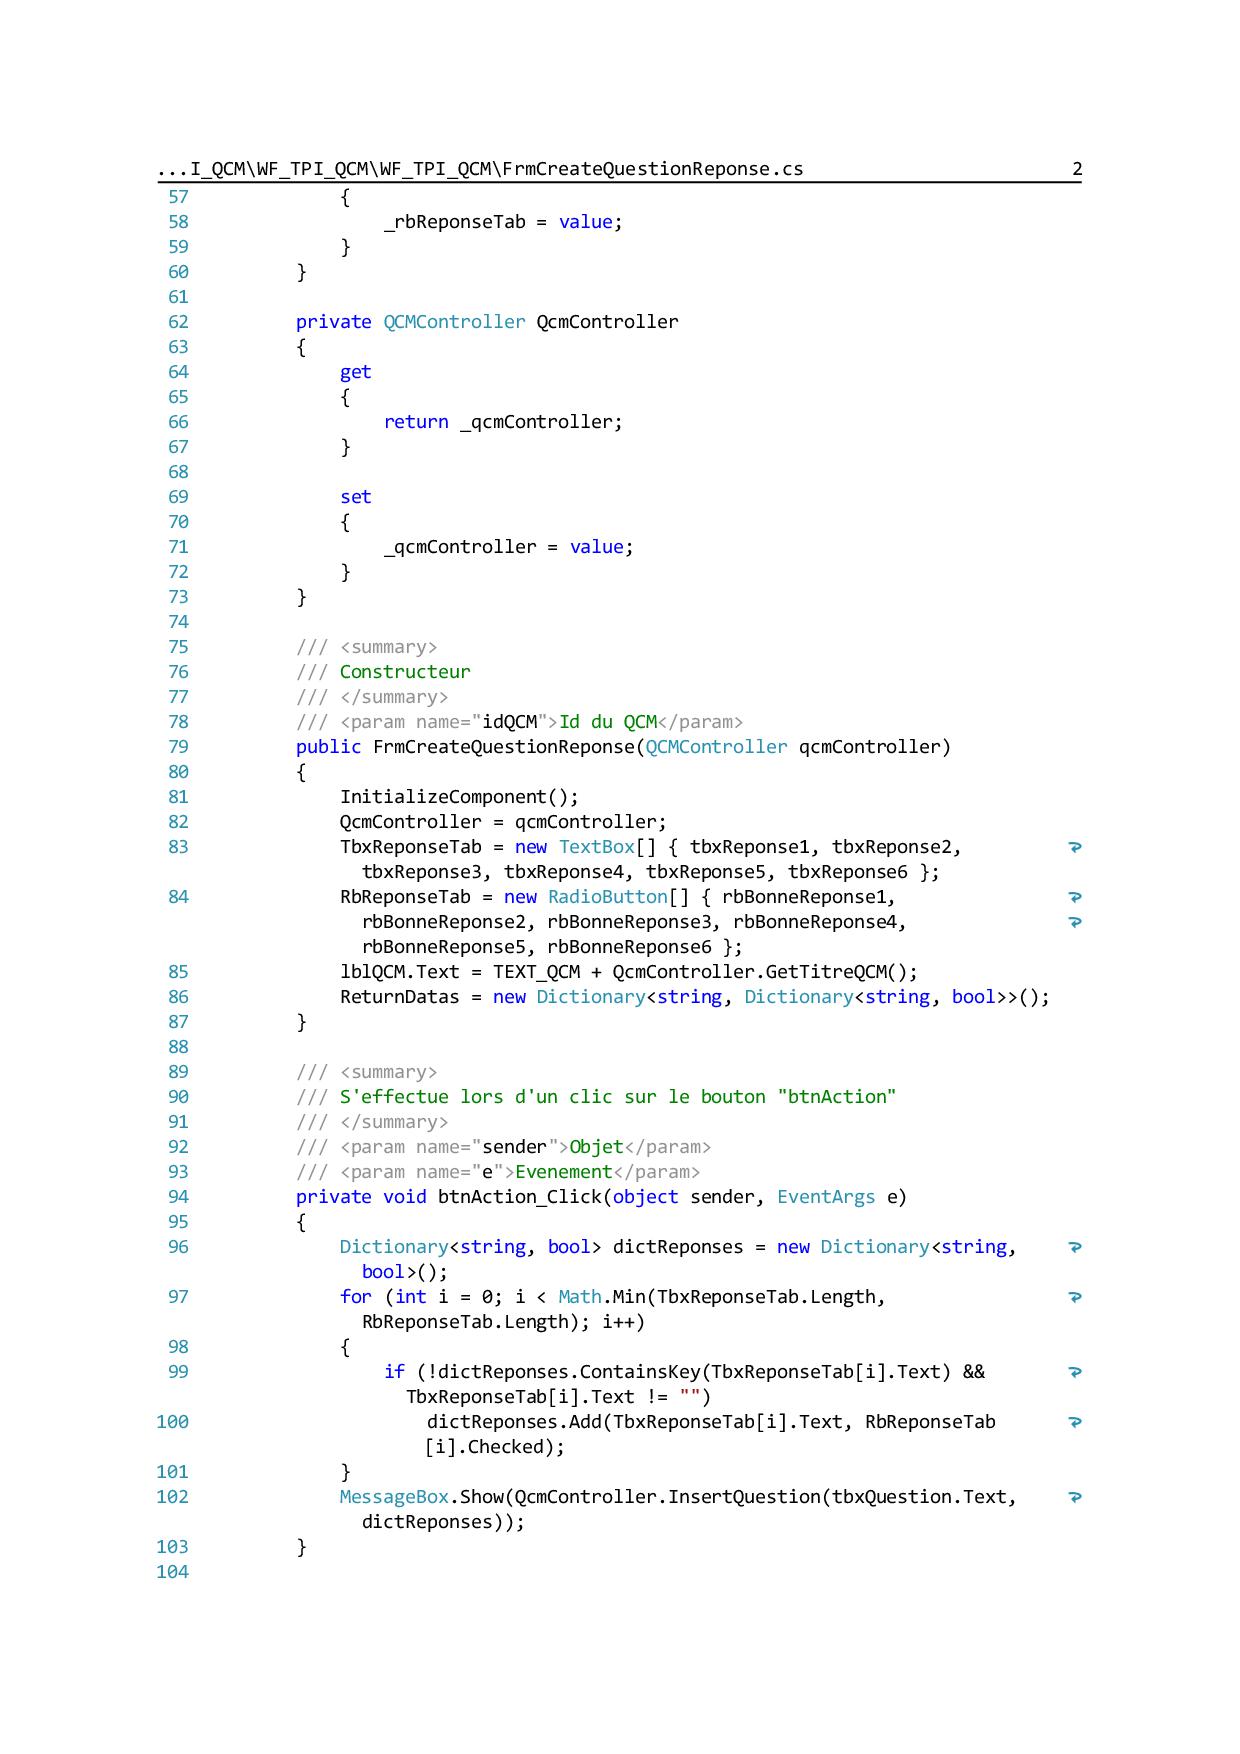 ...I_QCM\WF_TPI_QCM\WF_TPI_QCM\FrmCreateQuestionReponse.cs 2
57 {
58 _rbReponseTab = value;
59 }
60 }
61
62 private QCMController QcmController
63 {
64 get
65 {
66 return _qcmController;
67 }
68
69 set
70 {
71 _qcmController = value;
72 }
73 }
74
75 /// <summary>
76 /// Constructeur
77 /// </summary>
78 /// <param name="idQCM">Id du QCM</param>
79 public FrmCreateQuestionReponse(QCMController qcmController)
80 {
81 InitializeComponent();
82 QcmController = qcmController;
83 TbxReponseTab = new TextBox[] { tbxReponse1, tbxReponse2,
tbxReponse3, tbxReponse4, tbxReponse5, tbxReponse6 };
84 RbReponseTab = new RadioButton[] { rbBonneReponse1,
rbBonneReponse2, rbBonneReponse3, rbBonneReponse4,
rbBonneReponse5, rbBonneReponse6 };
85 lblQCM.Text = TEXT_QCM + QcmController.GetTitreQCM();
86 ReturnDatas = new Dictionary<string, Dictionary<string, bool>>();
87 }
88
89 /// <summary>
90 /// S'effectue lors d'un clic sur le bouton "btnAction"
91 /// </summary>
92 /// <param name="sender">Objet</param>
93 /// <param name="e">Evenement</param>
94 private void btnAction_Click(object sender, EventArgs e)
95 {
96 Dictionary<string, bool> dictReponses = new Dictionary<string,
bool>();
97 for (int i = 0; i < Math.Min(TbxReponseTab.Length,
RbReponseTab.Length); i++)
98 {
99 if (!dictReponses.ContainsKey(TbxReponseTab[i].Text) &&
TbxReponseTab[i].Text != "")
100 dictReponses.Add(TbxReponseTab[i].Text, RbReponseTab
[i].Checked);
101 }
102 MessageBox.Show(QcmController.InsertQuestion(tbxQuestion.Text,
dictReponses));
103 }
104